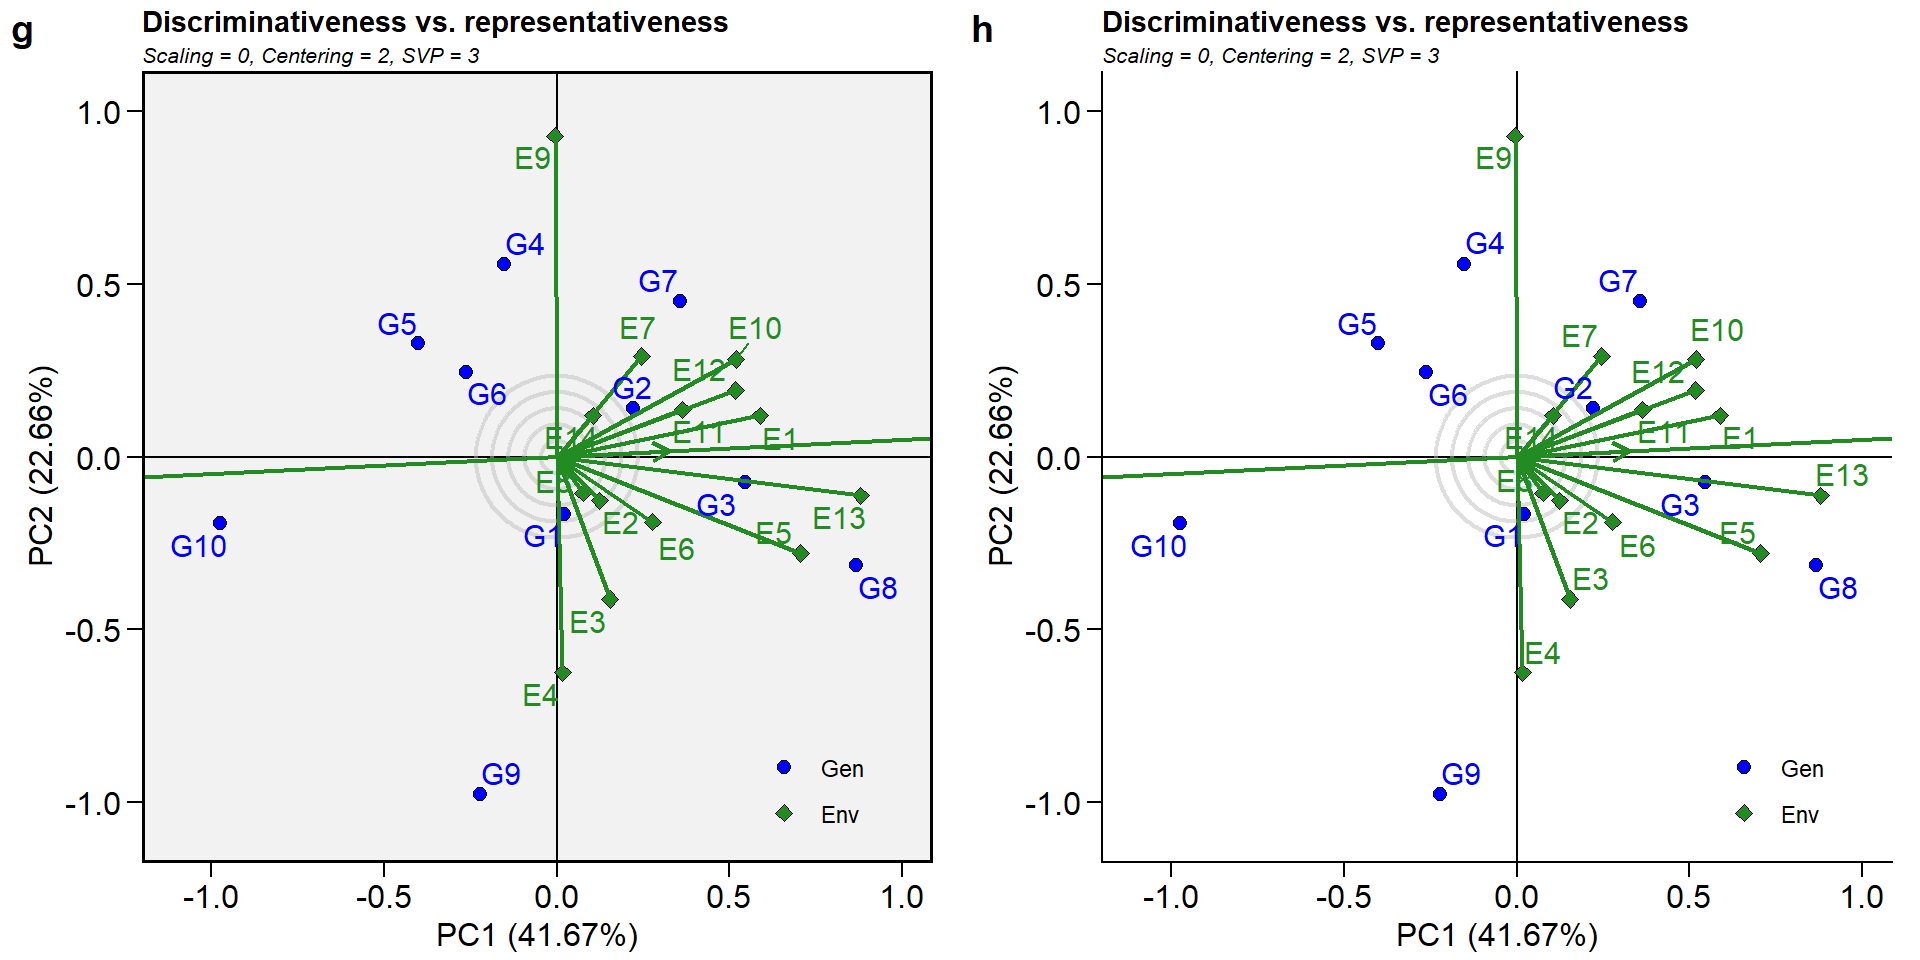 g
Discriminativeness vs. representativeness
Scaling = 0, Centering = 2, SVP = 3
PC2 (22.66%)
1.0
0.5
0.0
-0.5
-1.0
E9
G4
G7
G5
E7
E10
E12
G6
G2
E14
E11
E1
G3
E13
G1
E2
E5
G10
E6
G8
E3
E4
G9
Gen
Env
-1.0 -0.5 0.0 0.5 1.0
PC1 (41.67%)
h
Discriminativeness vs. representativeness
Scaling = 0, Centering = 2, SVP = 3
PC2 (22.66%)
1.0
0.5
0.0
-0.5
-1.0
E9
G4
G7
G5
E7
E10
E12
G6
G2
E14
E11
E1
E13
G3
G1
E2
E5
G10
E6
E3
G8
E4
G9
Gen
Env
-1.0 -0.5 0.0 0.5 1.0
PC1 (41.67%)